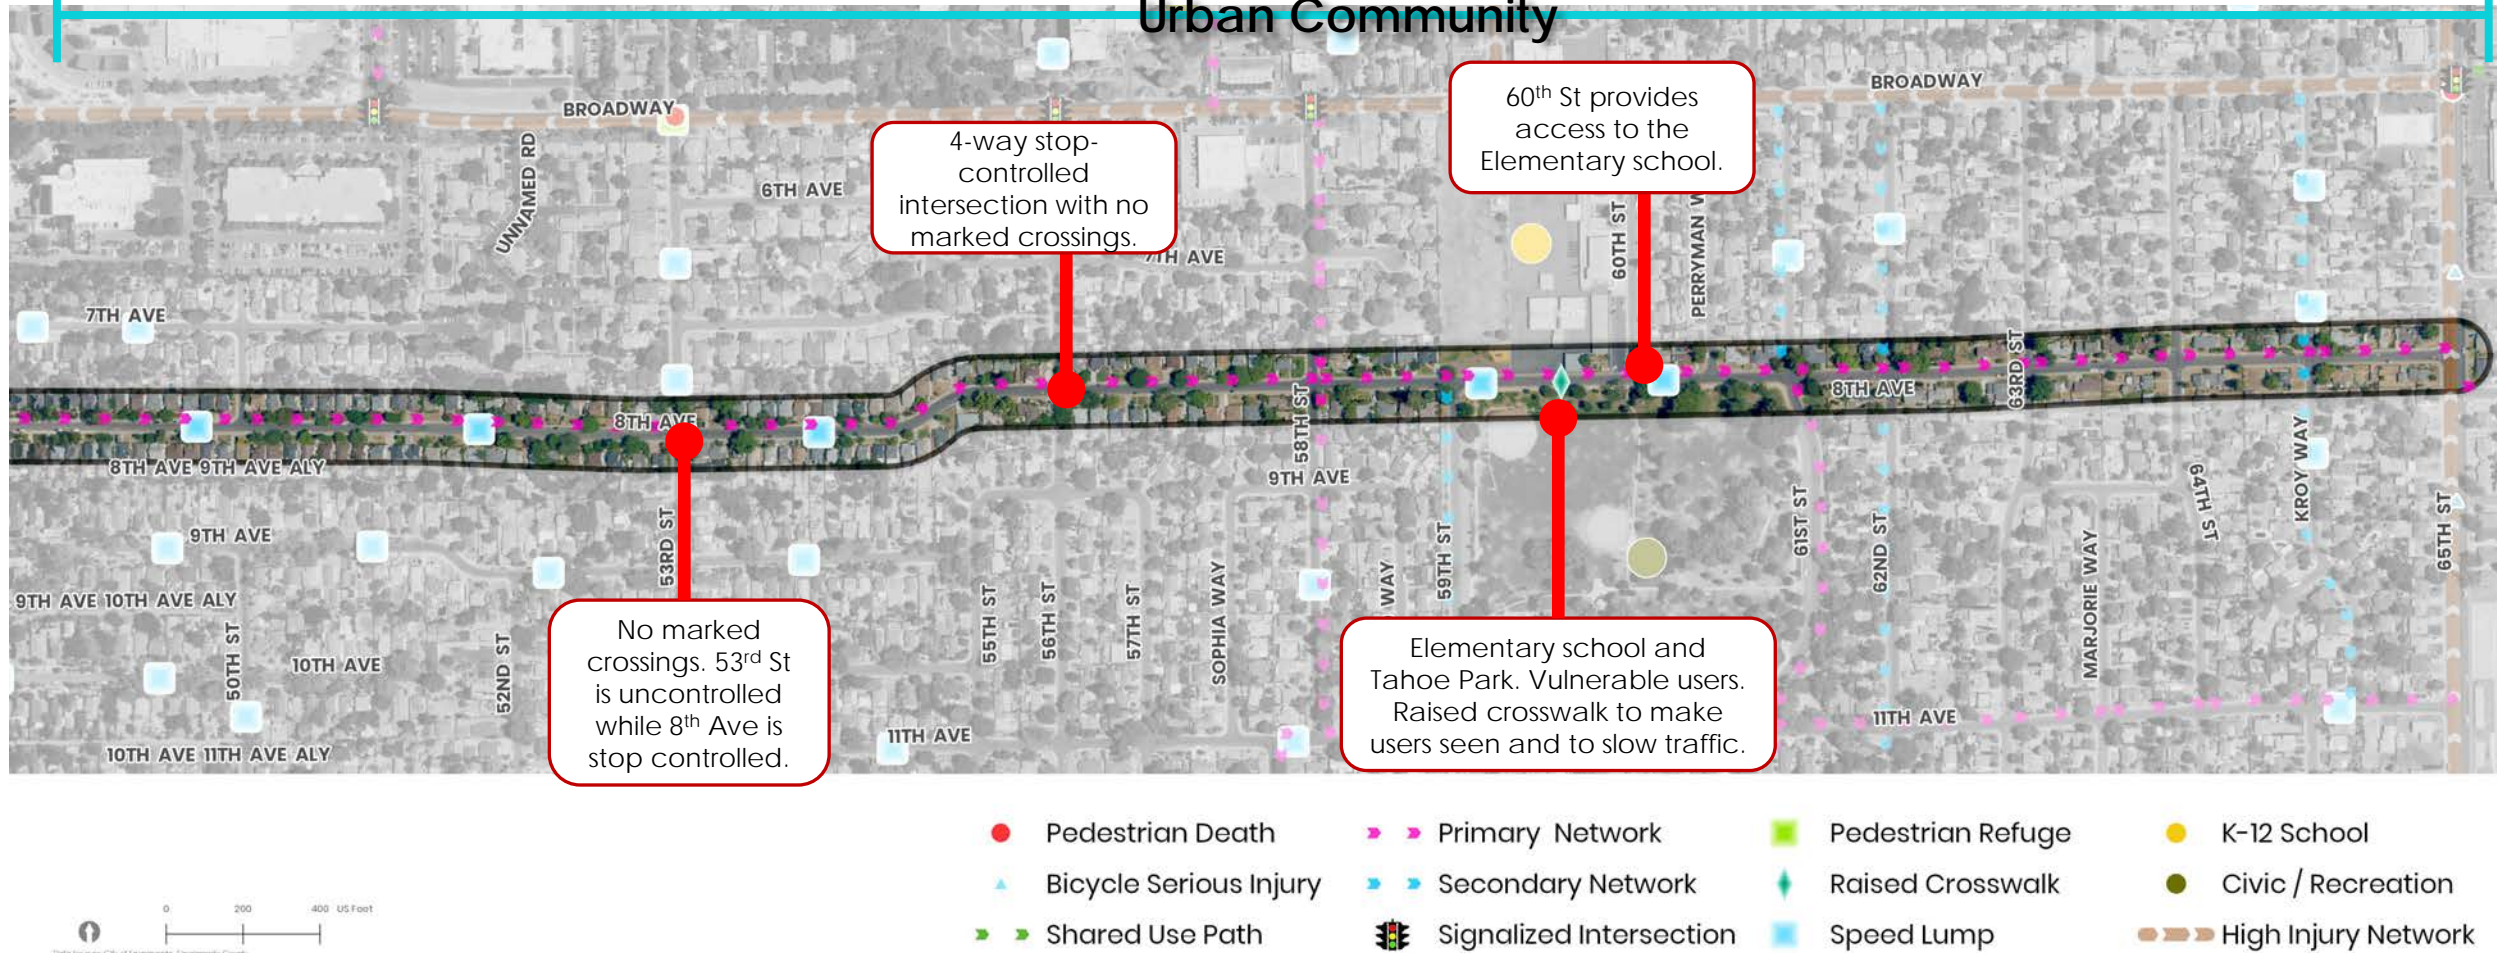 Urban Community
BROADWAY
BROADWAY
60th St provides
access to the
Elementary school.
4-way stop-
controlled
intersection with no
marked crossings.
UNNAMED RD
6TH AVE
7TH AVE
60TH ST
PERRYMAN W
7TH AVE
8TH AVE
8TH AVE
63RD ST
58TH ST
8TH AVE 9TH AVE ALY
9TH AVE
9TH AVE
53RD ST
59TH ST
61ST ST
62ND ST
64TH ST
KROY WAY
65TH ST
9TH AVE 10TH AVE ALY
50TH ST
10TH AVE
52ND ST
55TH ST
56TH ST
57TH ST
SOPHIA WAY
WAY
MARJORIE WAY
No marked
crossings. 53rd St
is uncontrolled
while 8th Ave is
stop controlled.
Elementary school and
Tahoe Park. Vulnerable users.
Raised crosswalk to make
users seen and to slow traffic.
11TH AVE
11TH AVE
10TH AVE 11TH AVE ALY
Pedestrian Death
Primary Network
Pedestrian Refuge
K-12 School
Bicycle Serious Injury
Secondary Network
Raised Crosswalk
Civic / Recreation
Shared Use Path
Signalized Intersection
Speed Lump
High Injury Network
0 200 400 US Feet